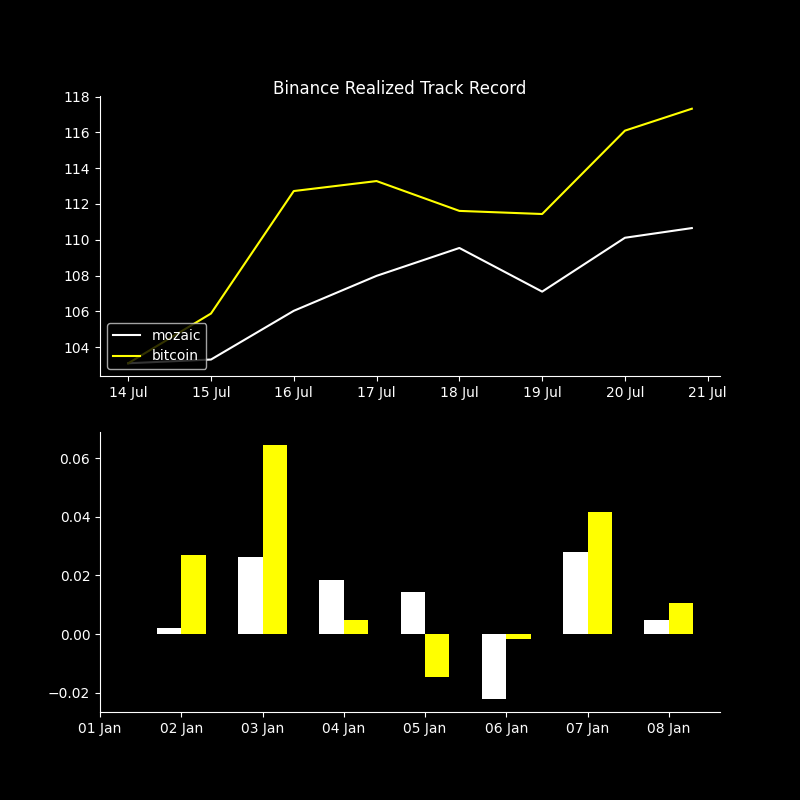 Binance Realized Track Record
118
116
114
112
110
108
106
104
mozaic
bitcoin
14 Jul 15 Jul 16 Jul 17 Jul 18 Jul 19 Jul 20 Jul 21 Jul
0.06
0.04
0.02
0.00
−0.02
01 Jan 02 Jan 03 Jan 04 Jan 05 Jan 06 Jan 07 Jan 08 Jan